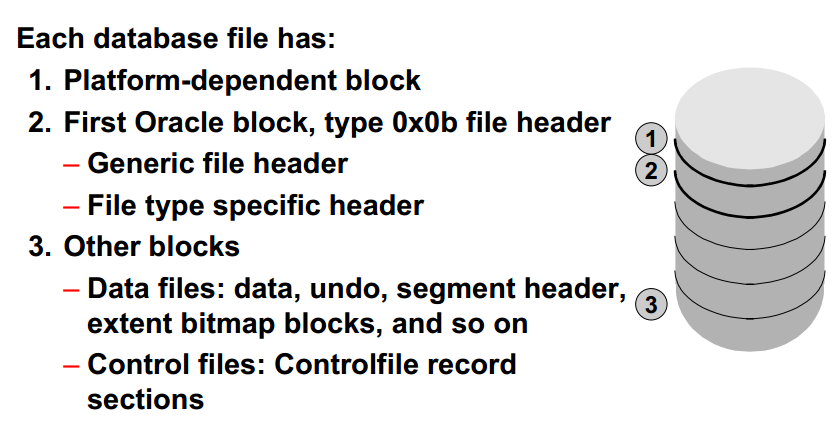 Each database file has:
1. Platform-dependent block
2. First Oracle block, type 0x0b file header
– Generic file header
– File type specific header
3. Other blocks
– Data files: data, undo, segment header,
extent bitmap blocks, and so on
– Control files: Controlfile record
sections
1
2
3